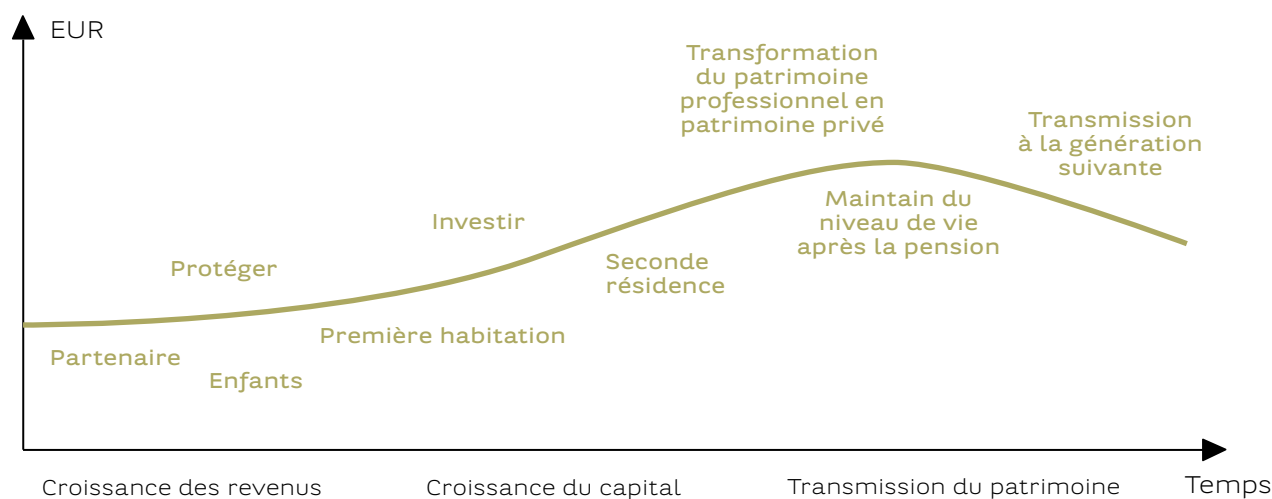 EUR
Transformation
du patrimoine
professionnel en
patrimoine privé
Transmission
à la génération
suivante
Investir
Maintain du
niveau de vie
après la pension
Protéger
Seconde
résidence
Première habitation
Partenaire
Enfants
Croissance des revenus
Croissance du capital
Transmission du patrimoine
Temps